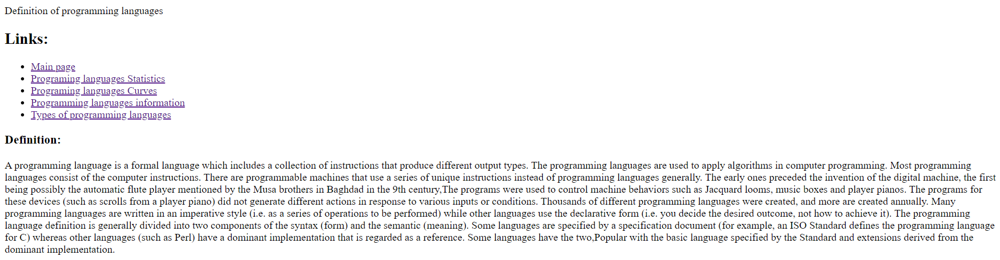 Definition of programming languages
Links:
Main page
Programing languages Statistics
Programing languages Curves
Programming languages information
Types of programming languages
Definition:
A programming language is a formal language which includes a collection of instructions that produce different output types. The programming languages are used to apply algorithms in computer programming. Most programming
languages consist of the computer instructions. There are programmable machines that use a series of unique instructions instead of programming languages generally. The early ones preceded the invention of the digital machine, the first
being possibly the automatic flute player mentioned by the Musa brothers in Baghdad in the 9th century,The programs were used to control machine behaviors such as Jacquard looms, music boxes and player pianos. The programs for
these devices (such as scrolls from a player piano) did not generate different actions in response to various inputs or conditions. Thousands of different programming languages were created, and more are created annually. Many
programming languages are written in an imperative style (i.e. as a series of operations to be performed) while other languages use the declarative form (i.e. you decide the desired outcome, not how to achieve it). The programming
language definition is generally divided into two components of the syntax (form) and the semantic (meaning). Some languages are specified by a specification document (for example, an ISO Standard defines the programming language
for C) whereas other languages (such as Perl) have a dominant implementation that is regarded as a reference. Some languages have the two,Popular with the basic language specified by the Standard and extensions derived from the
dominant implementation.